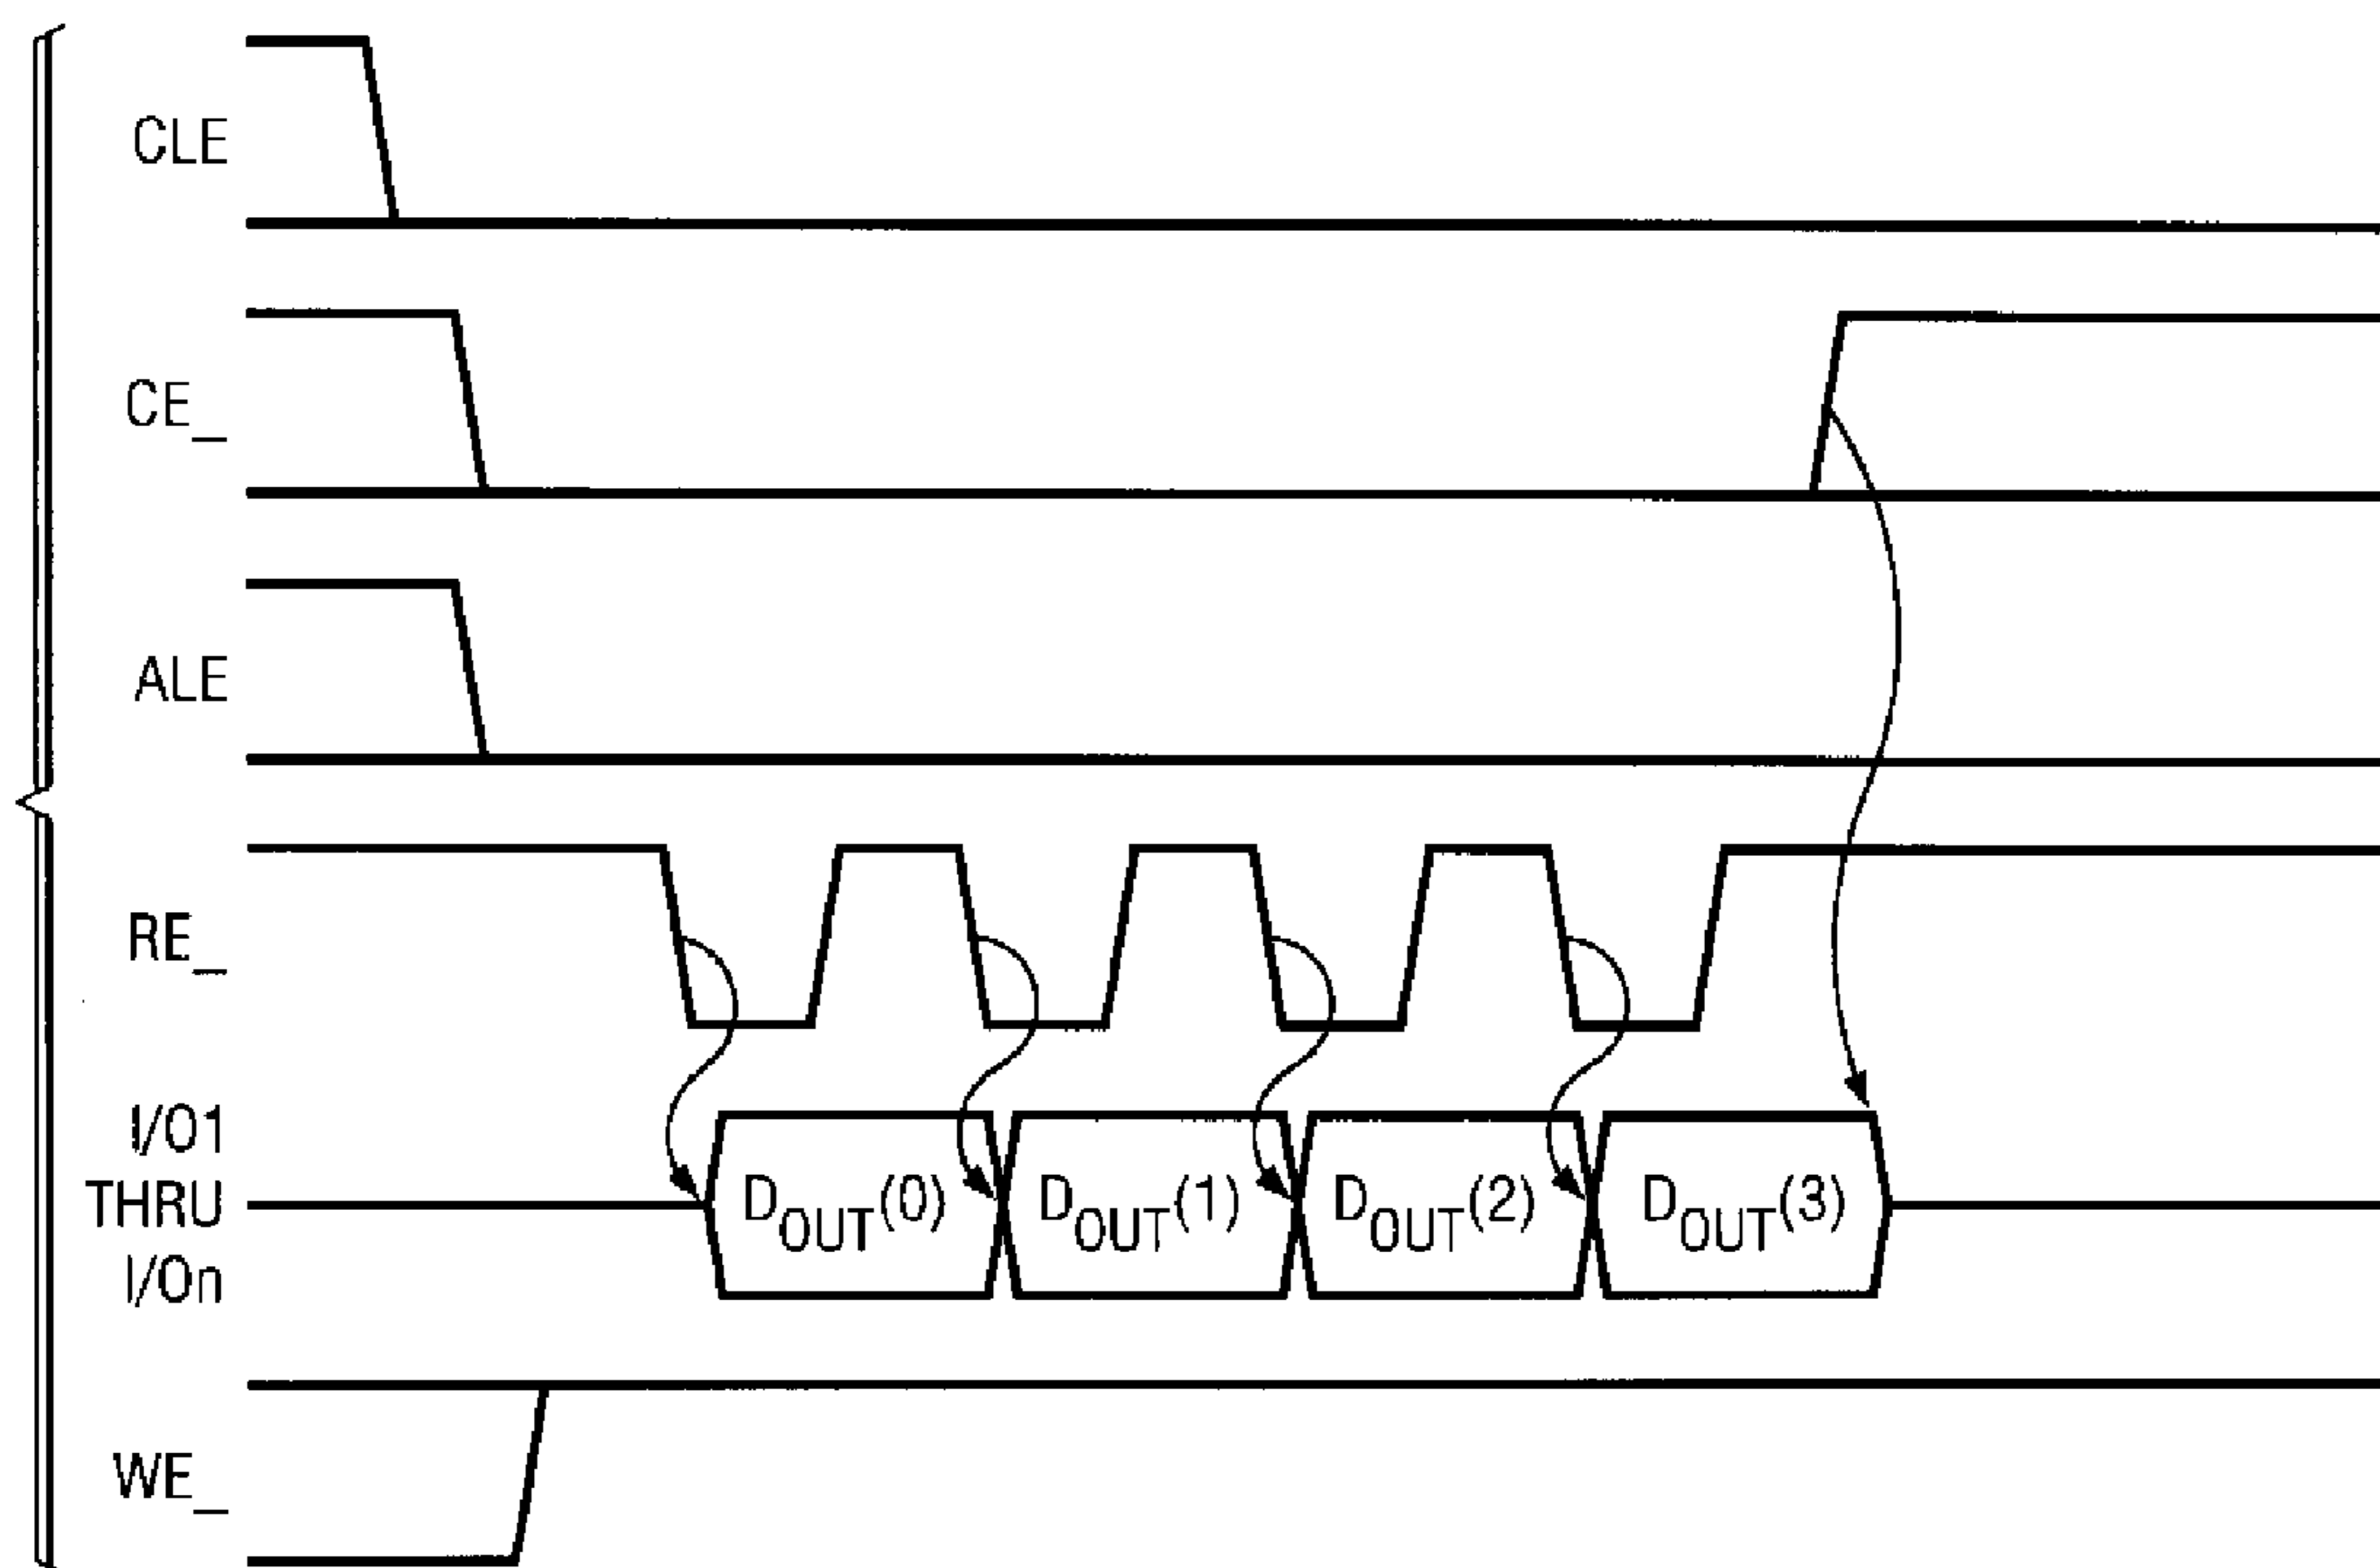 CLE
CE_
ALE
RE_
I/O1
THRU
I/On
DOUT(0) DOUT(1) DOUT(2) DOUT(3)
WE_